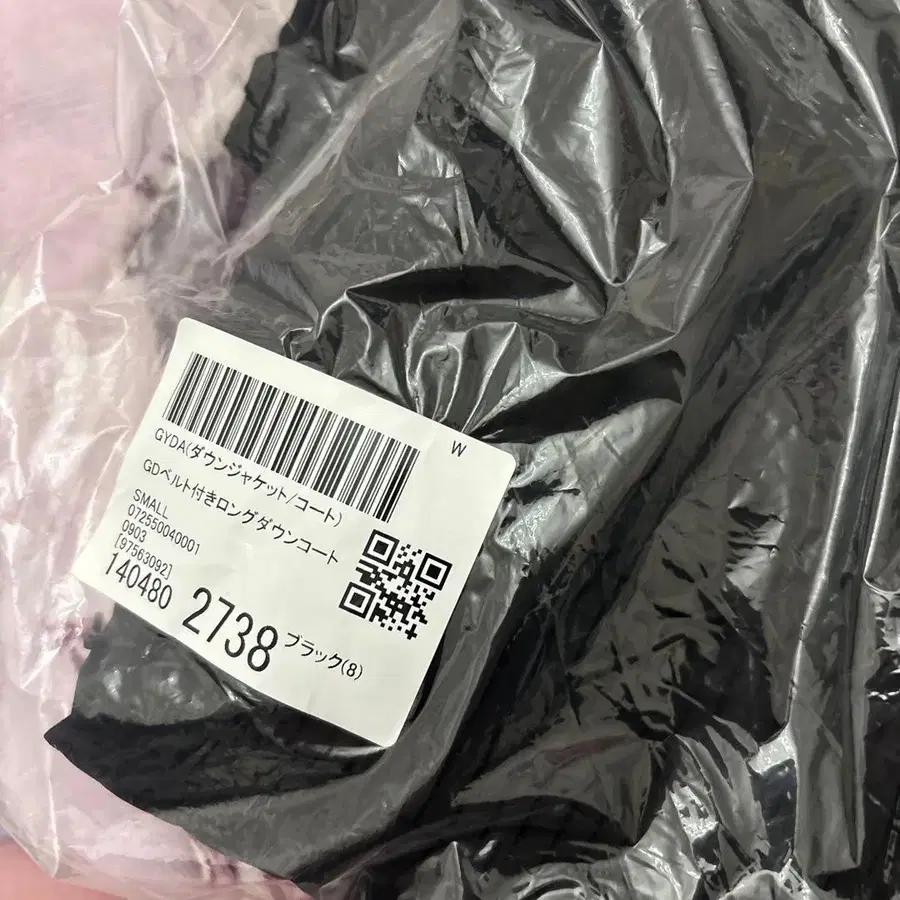 W
GYDA(ダウンジャケット/コート)
GDベルト付きロングダウンコート
SMALL
072550040001
0903
[97563092]
140480 2738 ブラック(8)